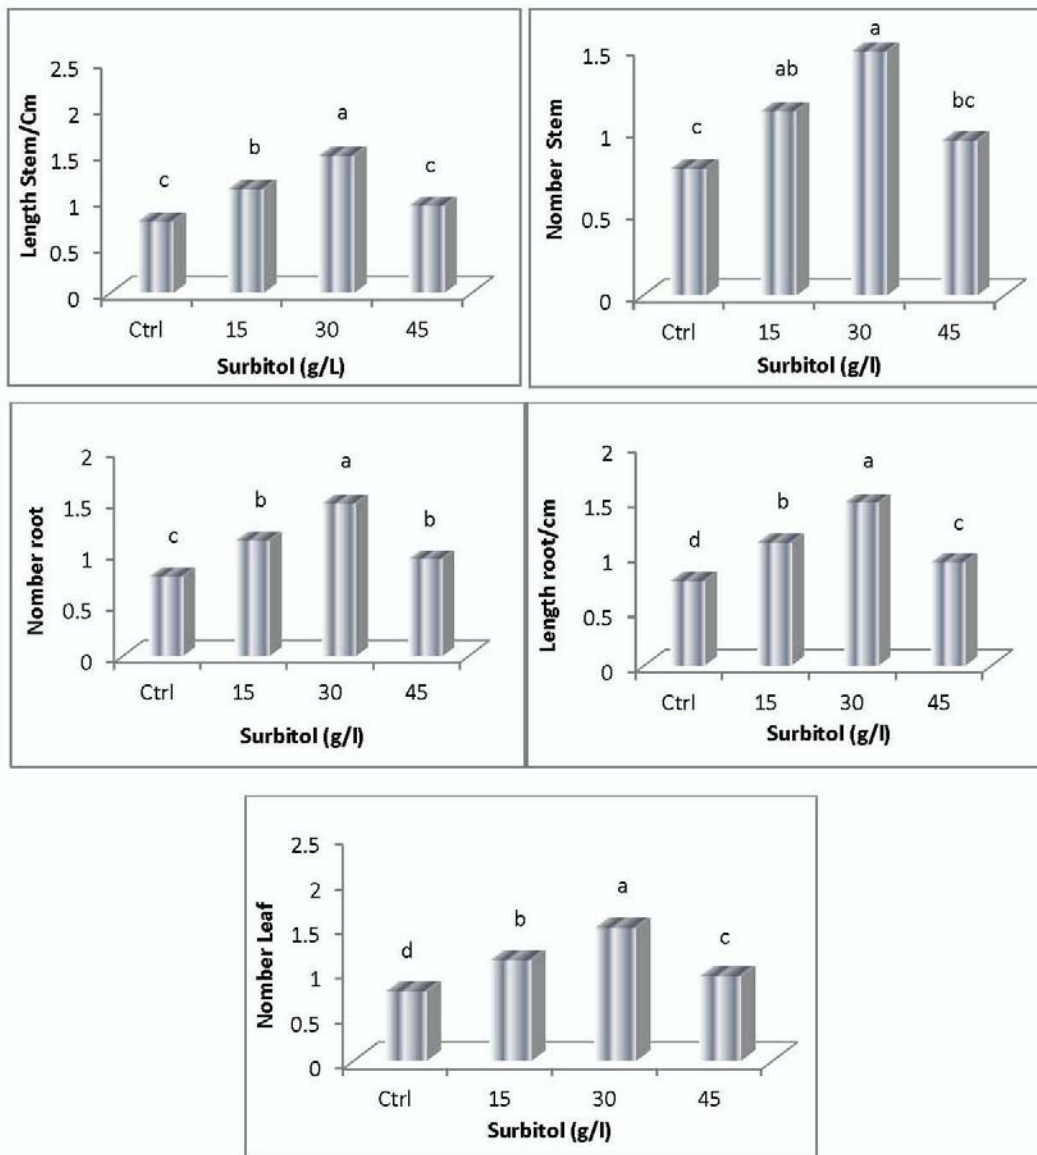 Length Stem/Cm
2.5
2
1.5
1
0.5
0
c
b
a
c
Ctrl 15 30 45
Surbitol (g/L)
Nomber Stem
1.5
1
0.5
0
c
ab
a
bc
Ctrl 15 30 45
Surbitol (g/l)
Nomber root
2
1.5
1
0.5
0
c
b
a
b
Ctrl 15 30 45
Surbitol (g/l)
Length root/cm
2
1.5
1
0.5
0
d
b
a
c
Ctrl 15 30 45
Surbitol (g/l)
Nomber Leaf
2.5
2
1.5
1
0.5
0
d
b
a
c
Ctrl 15 30 45
Surbitol (g/l)